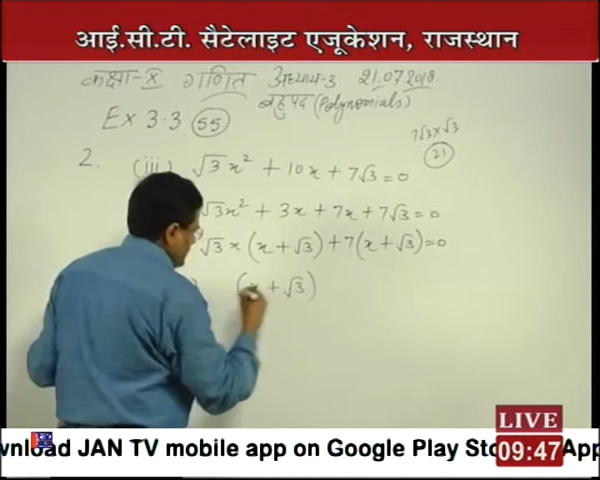 आई.सी.टी. सैटेलाइट एजूकेशन, राजस्थान
कक्षा-X गणित अध्याय-3 21.07.2018
बहुपद (Polynomials)
Ex 3.3 (55)
7√3×√3
(21)
2. (iii) √3x² + 10x + 7√3 = 0
√3x² + 3x + 7x + 7√3 = 0
√3x(x + √3) + 7(x + √3) = 0
(x + √3)
LIVE
wnload JAN TV mobile app on Google Play Sto App
09:47